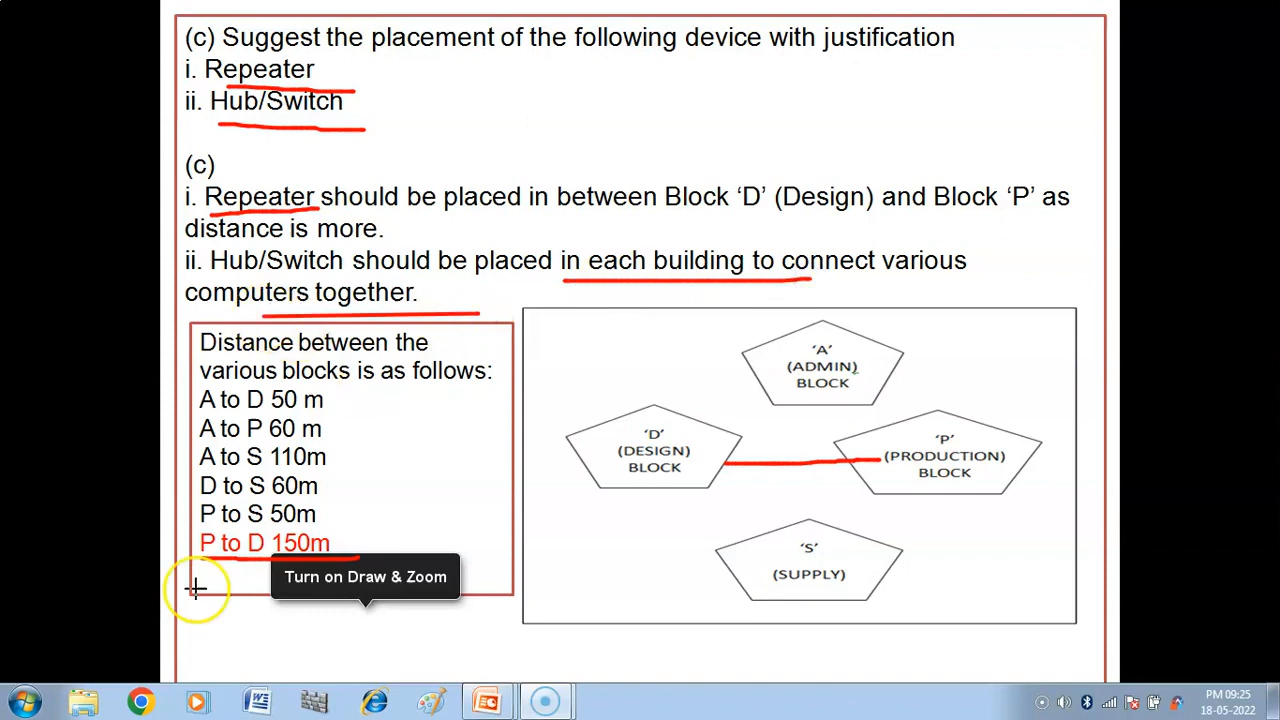 (c) Suggest the placement of the following device with justification
i. Repeater
ii. Hub/Switch
(c)
i. Repeater should be placed in between Block ‘D’ (Design) and Block ‘P’ as
distance is more.
ii. Hub/Switch should be placed in each building to connect various
computers together.
Distance between the
various blocks is as follows:
A to D 50 m
A to P 60 m
A to S 110m
D to S 60m
P to S 50m
P to D 150m
‘A’
(ADMIN)
BLOCK
‘D’
(DESIGN)
BLOCK
‘P’
(PRODUCTION)
BLOCK
‘S’
(SUPPLY)
Turn on Draw & Zoom
PM 09:25
18-05-2022